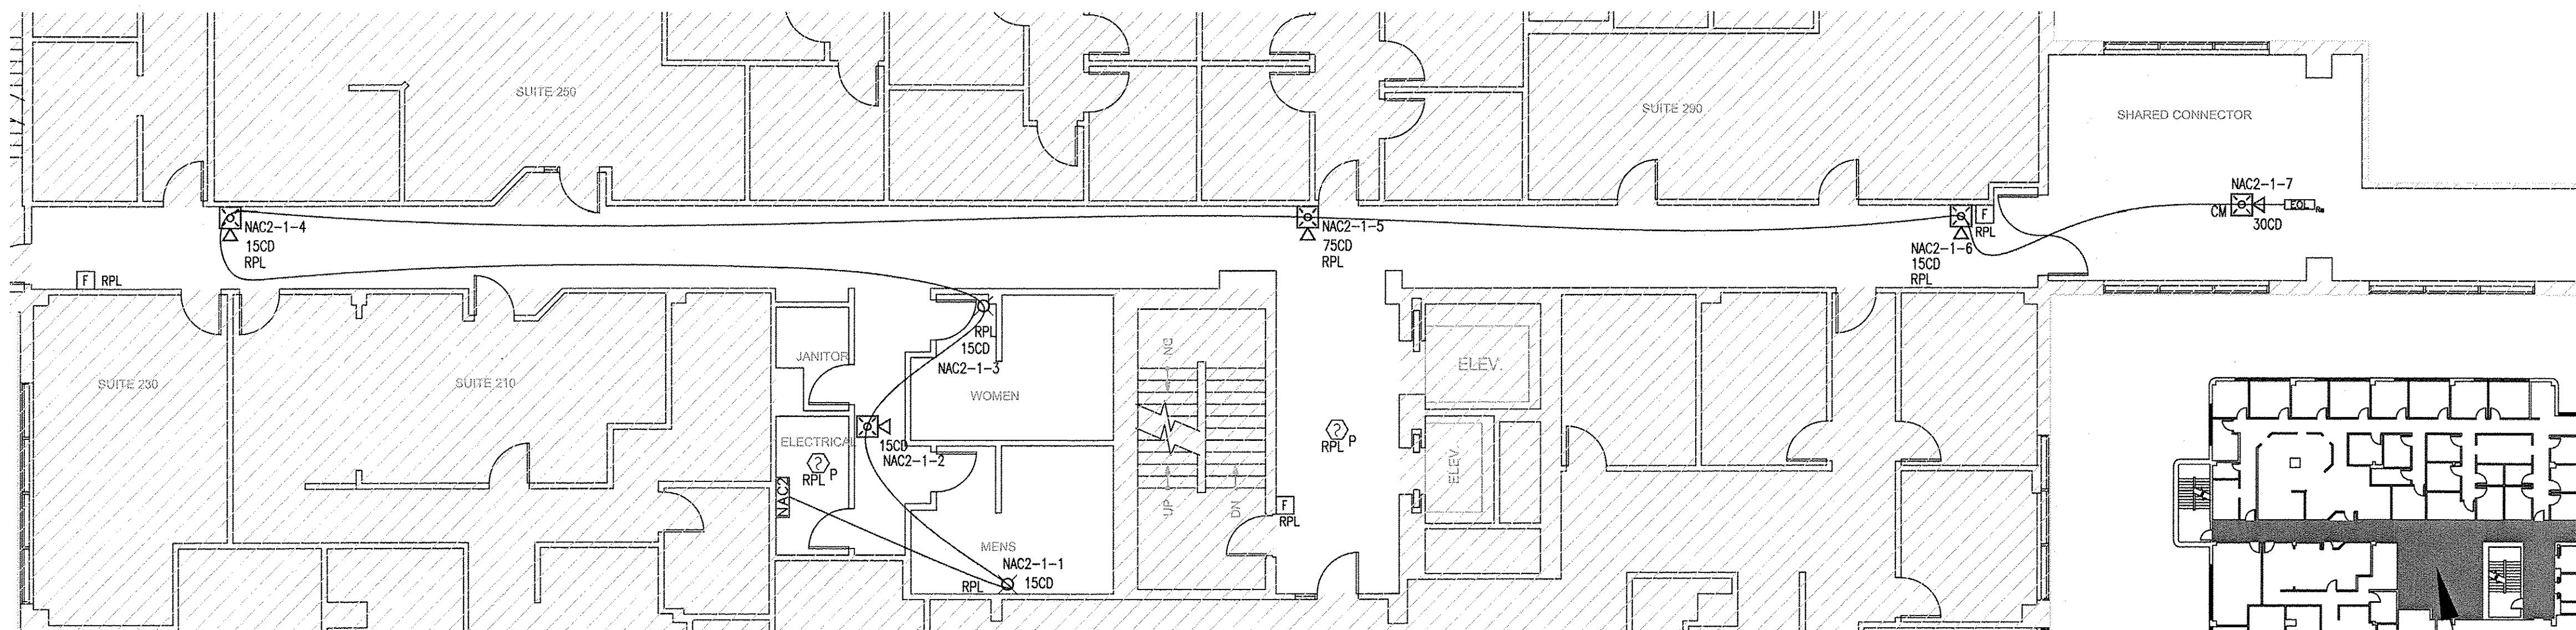 SUITE 250
SUITE 290
SHARED CONNECTOR
NAC2-1-4
15CD
RPL
NAC2-1-5
75CD
RPL
F
RPL
NAC2-1-6
15CD
RPL
NAC2-1-7
CM
EOL
30CD
F
RPL
SUITE 230
SUITE 210
JANITOR
RPL
15CD
NAC2-1-3
WOMEN
ELECTRICAL
15CD
NAC2-1-2
RPL
P
NAC2
MENS
NAC2-1-1
RPL
15CD
UP
DN
RPL
P
F
RPL
ELEV.
ELEV.